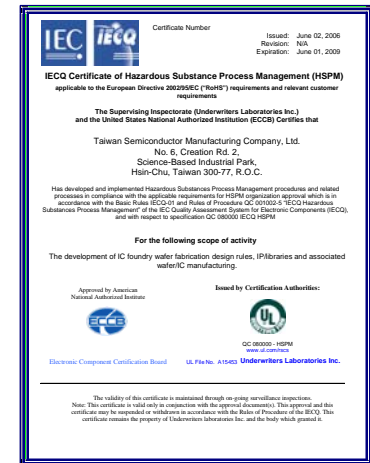 IEC IECQ
Certificate Number
Issued: June 02, 2006
Revision: N/A
Expiration: June 01, 2009
IECQ Certificate of Hazardous Substance Process Management (HSPM)
applicable to the European Directive 2002/95/EC ("RoHS") requirements and relevant customer
requirements
The Supervising Inspectorate (Underwriters Laboratories Inc.)
and the United States National Authorized Institution (ECCB) Certifies that
Taiwan Semiconductor Manufacturing Company, Ltd.
No. 6, Creation Rd. 2,
Science-Based Industrial Park,
Hsin-Chu, Taiwan 300-77, R.O.C.
Has developed and implemented Hazardous Substances Process Management procedures and related
processes in compliance with the applicable requirements for HSPM organization approval which is in
accordance with the Basic Rules IECQ-01 and Rules of Procedure QC 001002-5 "IECQ Hazardous
Substances Process Management" of the IEC Quality Assessment System for Electronic Components (IECQ),
and with respect to specification QC 080000 IECQ HSPM
For the following scope of activity
The development of IC foundry wafer fabrication design rules, IP/libraries and associated
wafer/IC manufacturing.
Approved by American
National Authorized Institute
Issued by Certification Authorities:
ECCB
UL
QC 080000 - HSPM
www.ul.com/rscs
Electronic Component Certification Board
UL File No. A15453 Underwriters Laboratories Inc.
The validity of this certificate is maintained through on-going surveillance inspections.
Note: This certificate is valid only in conjunction with the approval document(s). This approval and this
certificate may be suspended or withdrawn in accordance with the Rules of Procedure of the IECQ. This
certificate remains the property of Underwriters laboratories Inc. and the body which granted it.